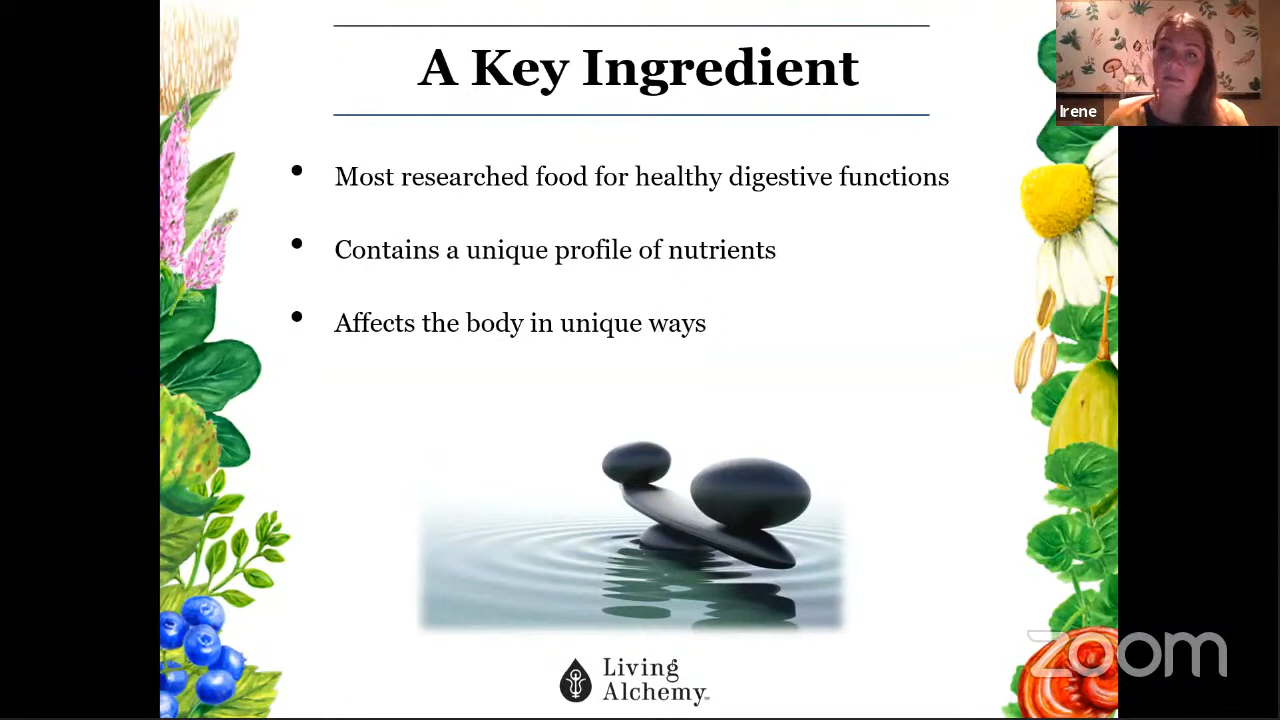 A Key Ingredient
Irene
• Most researched food for healthy digestive functions
• Contains a unique profile of nutrients
• Affects the body in unique ways
zoom
Living
Alchemy™